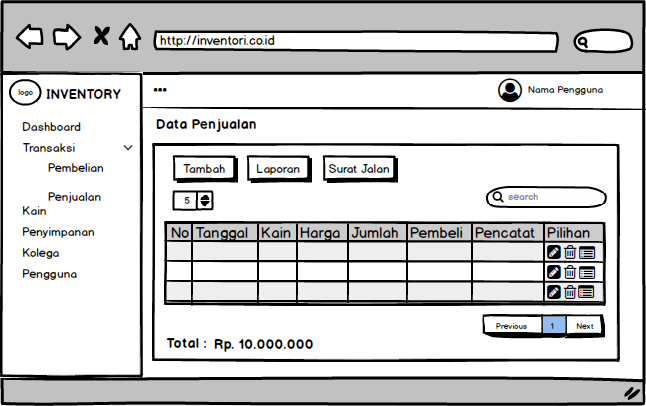 http://inventori.co.id
logo INVENTORY
••• Nama Pengguna
Dashboard
Transaksi
Pembelian
Penjualan
Kain
Penyimpanan
Kolega
Pengguna
Data Penjualan
Tambah Laporan Surat Jalan
5 search
No Tanggal Kain Harga Jumlah Pembeli Pencatat Pilihan
Previous 1 Next
Total : Rp. 10.000.000